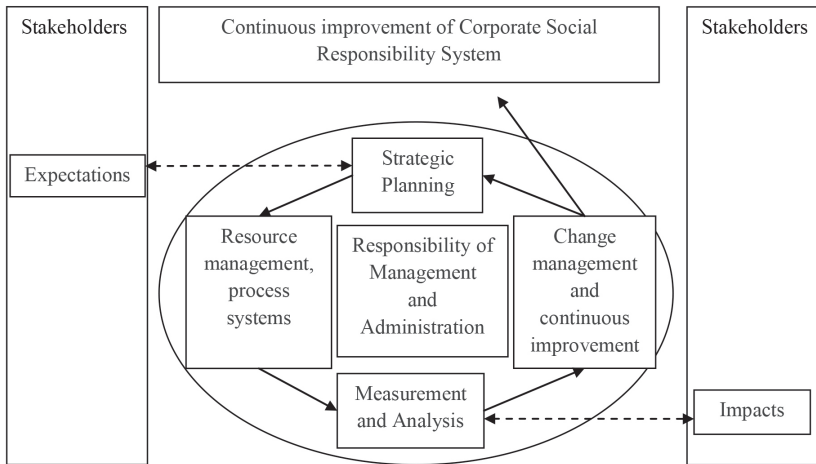 Stakeholders
Continuous improvement of Corporate Social
Responsibility System
Stakeholders
Expectations
Strategic
Planning
Resource
management,
process
systems
Responsibility of
Management
and
Administration
Change
management
and
continuous
improvement
Measurement
and Analysis
Impacts